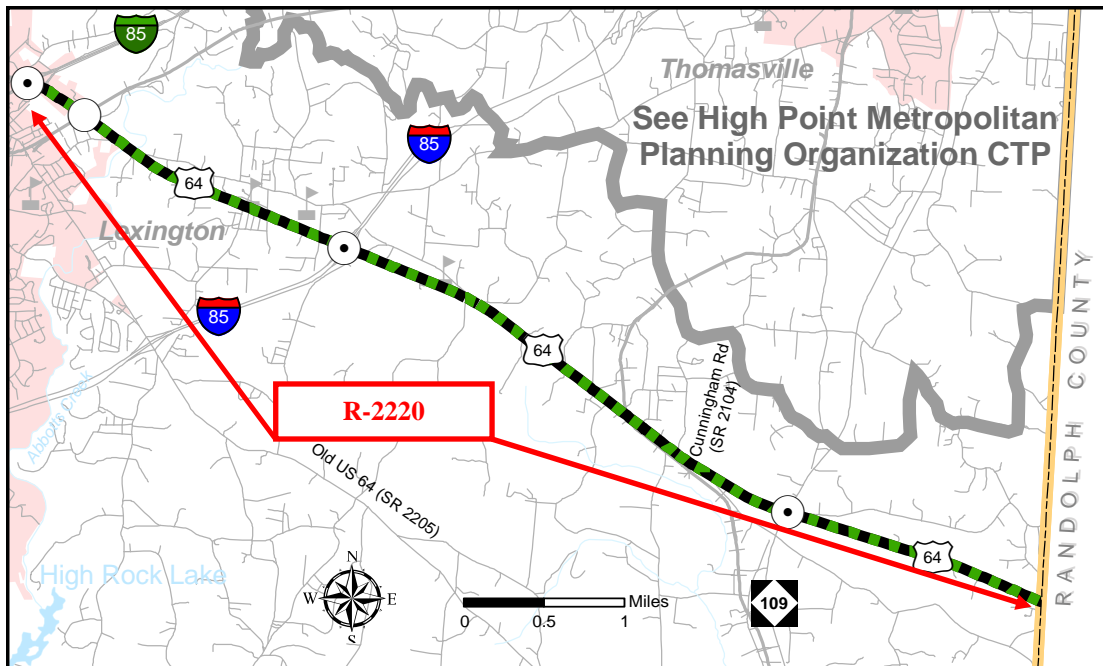 85
Thomasville
See High Point Metropolitan
Planning Organization CTP
85
64
Lexington
85
64
R-2220
Cunningham Rd
(SR 2104)
Old US 64 (SR 2205)
Abbotts Creek
RANDOLPH COUNTY
64
High Rock Lake
N
W
E
S
Miles
0
0.5
1
109